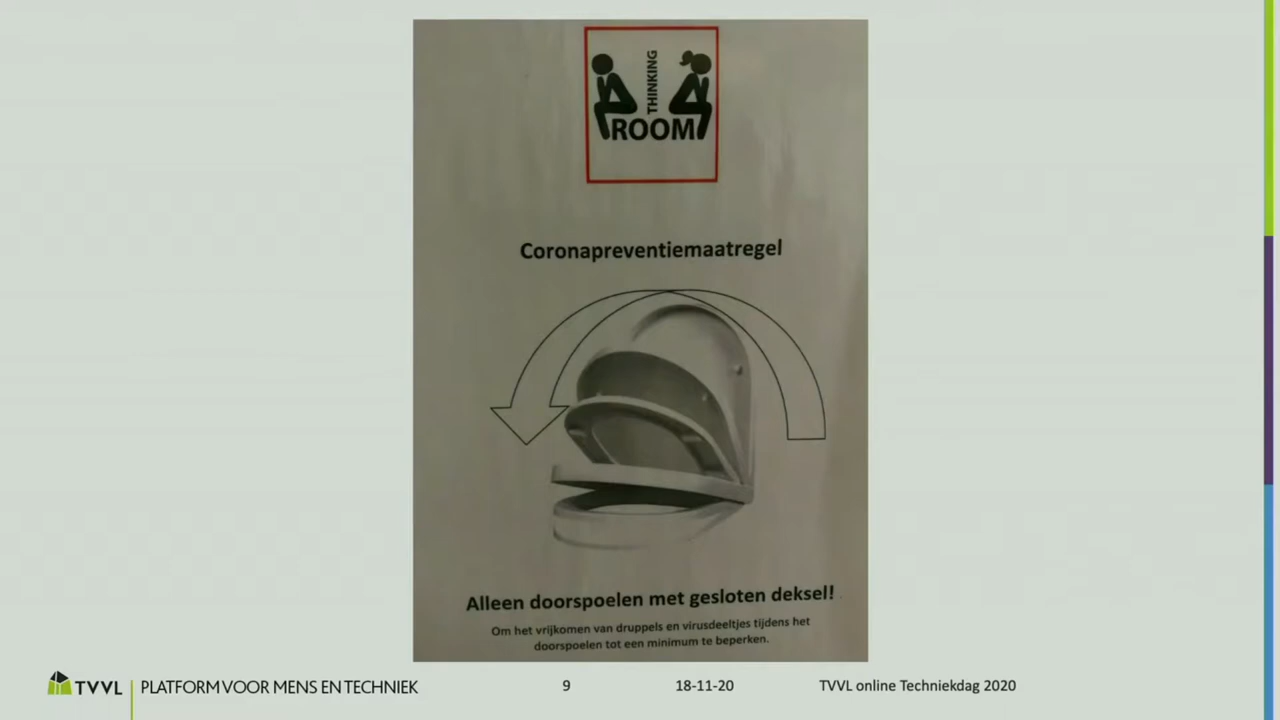 THINKING
ROOM
Coronapreventiemaatregel
Alleen doorspoelen met gesloten deksel!
Om het vrijkomen van druppels en virusdeeltjes tijdens het
doorspoelen tot een minimum te beperken.
TVVL PLATFORM VOOR MENS EN TECHNIEK 9 18-11-20 TVVL online Techniekdag 2020